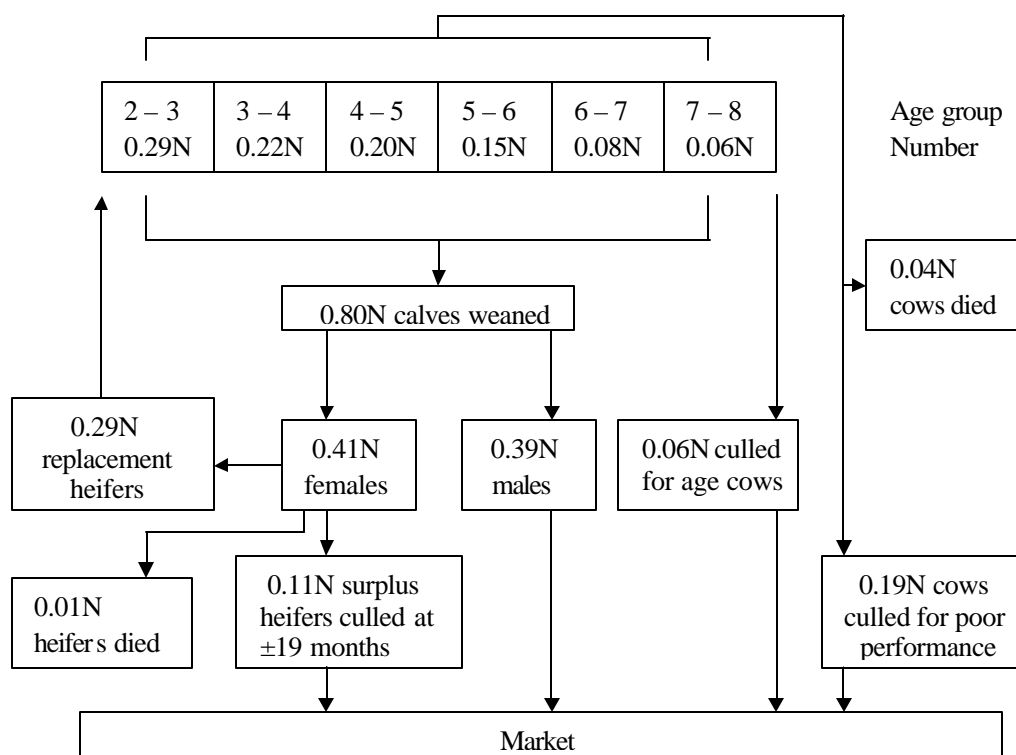 2 – 3
0.29N
3 – 4
0.22N
4 – 5
0.20N
5 – 6
0.15N
6 – 7
0.08N
7 – 8
0.06N
Age group
Number
0.04N
cows died
0.80N calves weaned
0.29N
replacement
heifers
0.41N
females
0.39N
males
0.06N culled
for age cows
0.01N
heifers died
0.11N surplus
heifers culled at
±19 months
0.19N cows
culled for poor
performance
Market